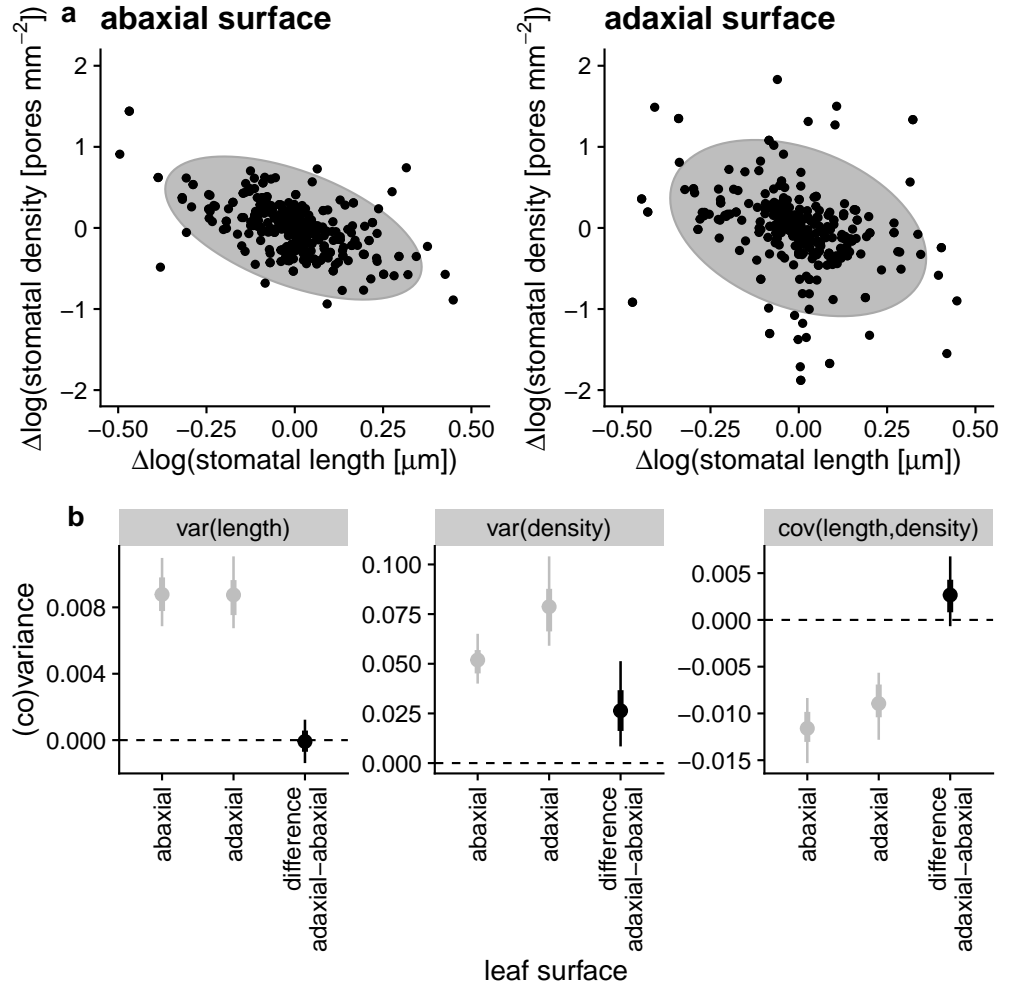 a
abaxial surface
adaxial surface
Δlog(stomatal density [pores mm⁻²])
2
1
0
−1
−2
−0.50 −0.25 0.00 0.25 0.50
Δlog(stomatal length [μm])
Δlog(stomatal density [pores mm⁻²])
2
1
0
−1
−2
−0.50 −0.25 0.00 0.25 0.50
Δlog(stomatal length [μm])
b
(co)variance
var(length)
0.008
0.004
0.000
abaxial
adaxial
difference
adaxial−abaxial
var(density)
0.100
0.075
0.050
0.025
0.000
abaxial
adaxial
difference
adaxial−abaxial
cov(length,density)
0.005
0.000
−0.005
−0.010
−0.015
abaxial
adaxial
difference
adaxial−abaxial
leaf surface